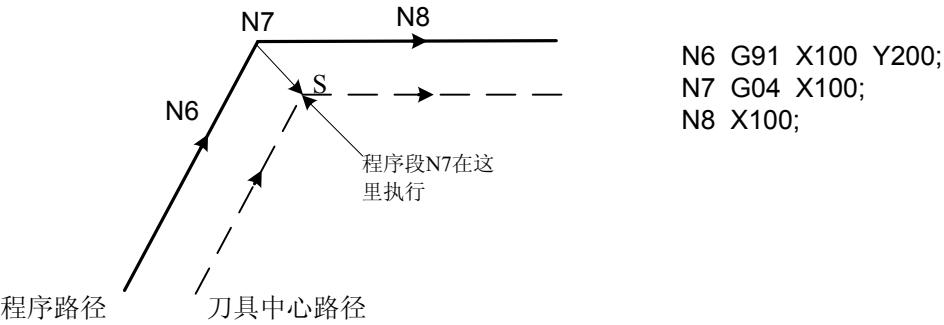 N7
N8
N6 G91 X100 Y200;
N7 G04 X100;
N8 X100;
S
N6
程序段N7在这
里执行
程序路径
刀具中心路径